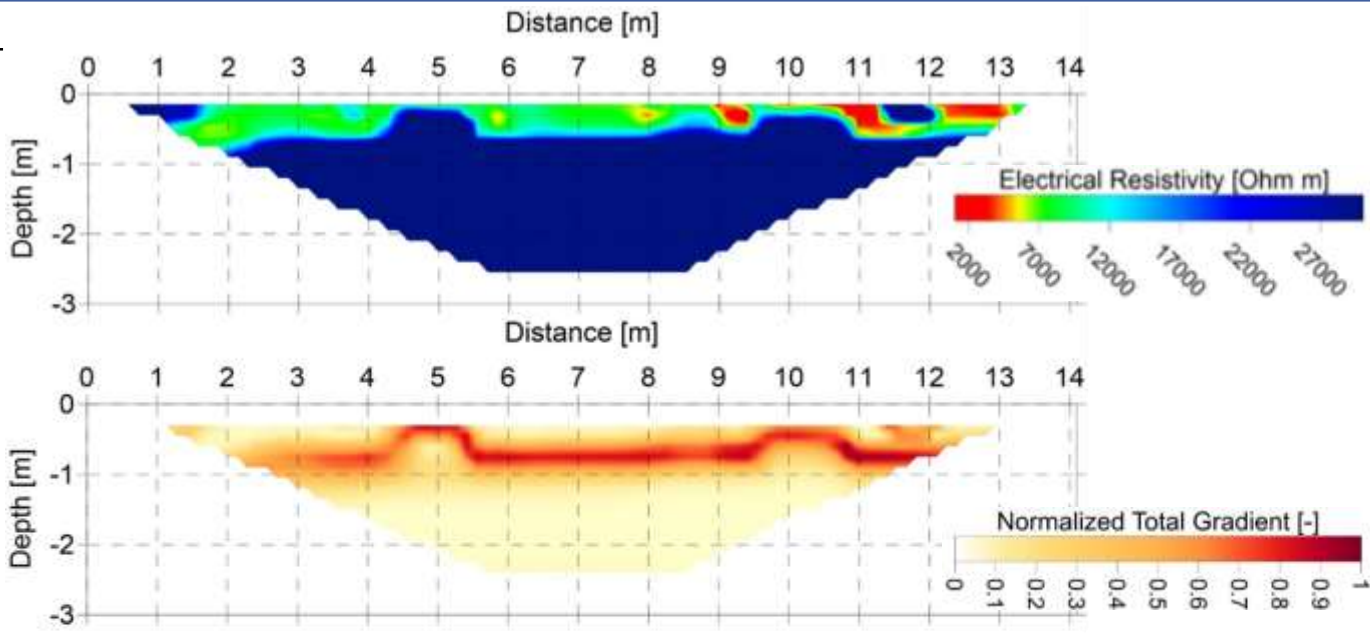 Distance [m]
0 1 2 3 4 5 6 7 8 9 10 11 12 13 14
0
-1
-2
-3
Depth [m]
Electrical Resistivity [Ohm m]
2000 7000 12000 17000 22000 27000
Distance [m]
0 1 2 3 4 5 6 7 8 9 10 11 12 13 14
0
-1
-2
-3
Depth [m]
Normalized Total Gradient [-]
0 0.1 0.2 0.3 0.4 0.5 0.6 0.7 0.8 0.9 1